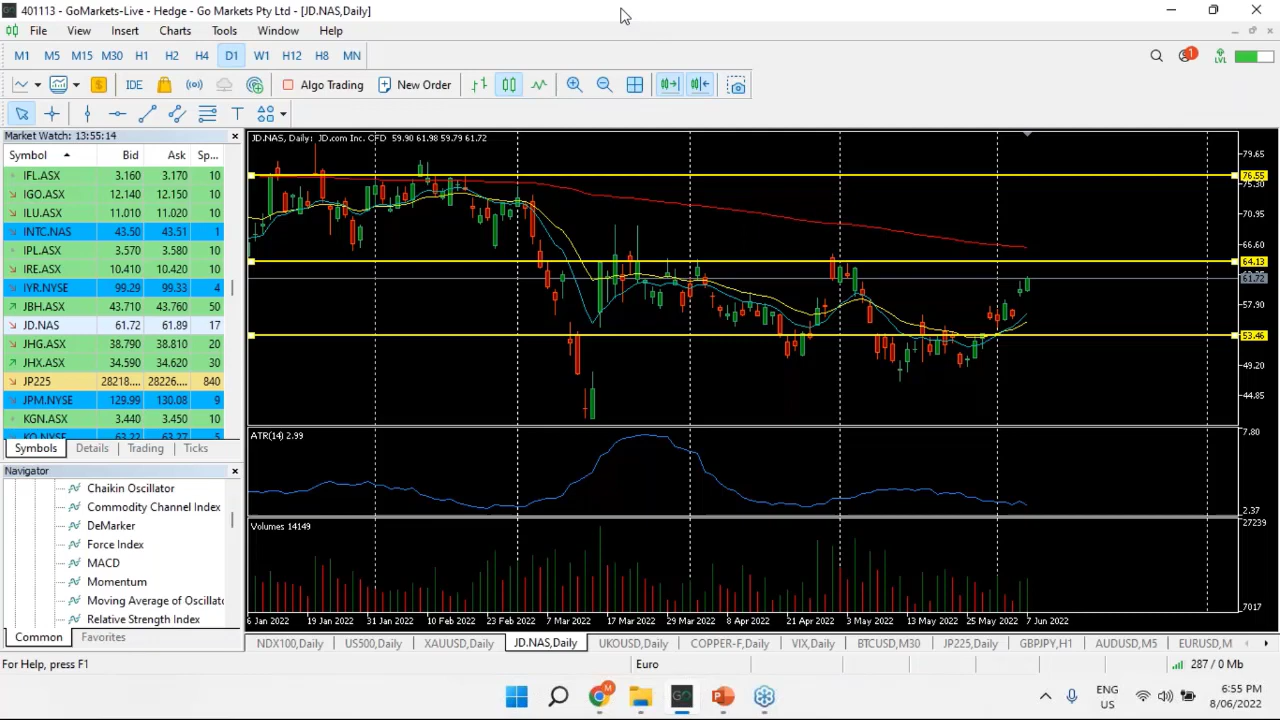 401113 - GoMarkets-Live - Hedge - Go Markets Pty Ltd - [JD.NAS,Daily]
File View Insert Charts Tools Window Help
M1 M5 M15 M30 H1 H2 H4 D1 W1 H12 H8 MN
1 LVL
IDE Algo Trading New Order
Market Watch: 13:55:14
Symbol Bid Ask Sp...
IFL.ASX 3.160 3.170 10
IGO.ASX 12.140 12.150 10
ILU.ASX 11.010 11.020 10
INTC.NAS 43.50 43.51 1
IPL.ASX 3.570 3.580 10
IRE.ASX 10.410 10.420 10
IYR.NYSE 99.29 99.33 4
JBH.ASX 43.710 43.760 50
JD.NAS 61.72 61.89 17
JHG.ASX 38.790 38.810 20
JHX.ASX 34.590 34.620 30
JP225 28218.... 28226.... 840
JPM.NYSE 129.99 130.08 9
KGN.ASX 3.440 3.450 10
KO.NYSE 63.22 63.27 5
Symbols Details Trading Ticks
Navigator
Chaikin Oscillator
Commodity Channel Index
DeMarker
Force Index
MACD
Momentum
Moving Average of Oscillato
Relative Strength Index
Common Favorites
JD.NAS, Daily: JD.com Inc. CFD 59.90 61.98 59.79 61.72
79.65
76.55
75.30
70.95
66.60
64.13
61.72
57.90
53.46
49.20
44.85
ATR(14) 2.99
7.80
2.37
Volumes 14149
27239
7017
6 Jan 2022 19 Jan 2022 31 Jan 2022 10 Feb 2022 23 Feb 2022 7 Mar 2022 17 Mar 2022 29 Mar 2022 8 Apr 2022 21 Apr 2022 3 May 2022 13 May 2022 25 May 2022 7 Jun 2022
NDX100,Daily US500,Daily XAUUSD,Daily JD.NAS,Daily UKOUSD,Daily COPPER-F,Daily VIX,Daily BTCUSD,M30 JP225,Daily GBPJPY,H1 AUDUSD,M5 EURUSD,M
For Help, press F1 Euro 287 / 0 Mb
M GO P
ENG US
6:55 PM
8/06/2022